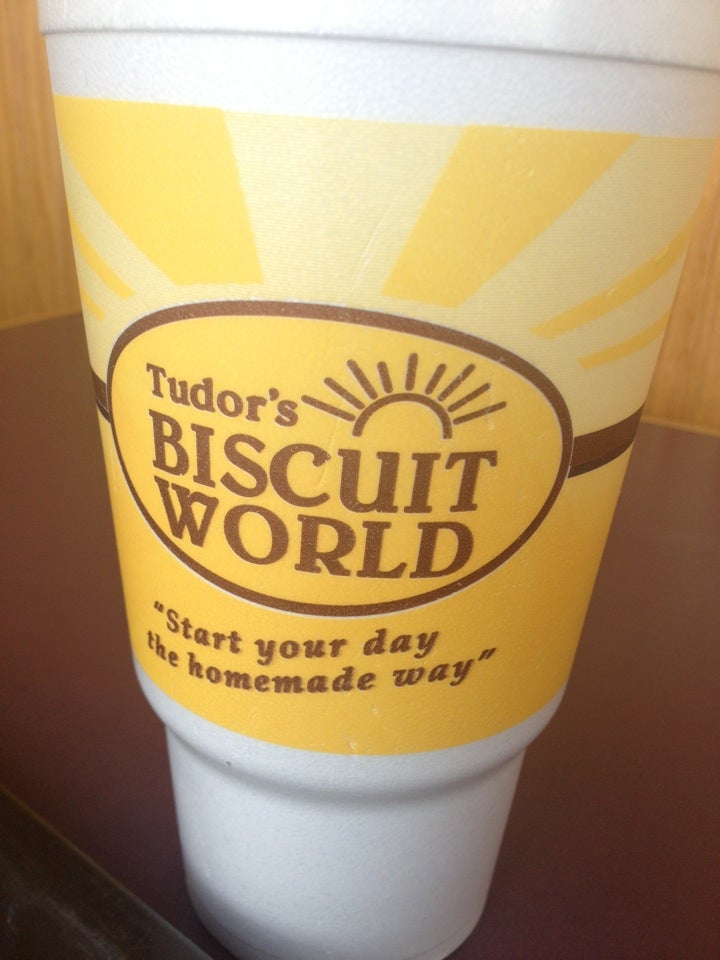 Tudor's
BISCUIT
WORLD
"Start your day
the homemade way"